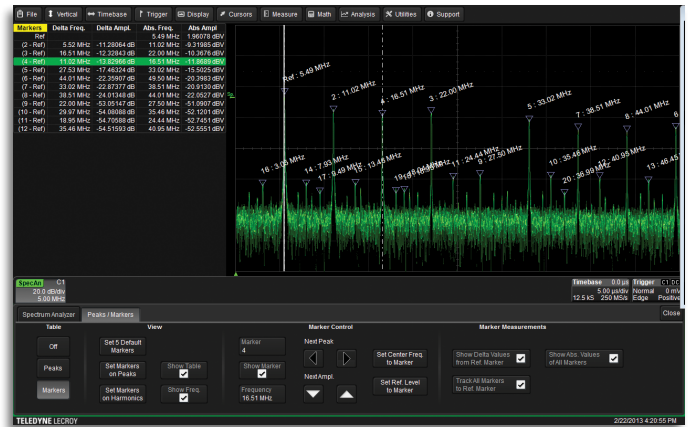 File Vertical Timebase Trigger Display Cursors Measure Math Analysis Utilities Support
Markers Delta Freq. Delta Ampl. Abs. Freq. Abs Ampl
Ref 5.49 MHz 1.96078 dBV
(2 - Ref) 5.52 MHz -11.28064 dB 11.02 MHz -9.31985 dBV
(3 - Ref) 16.51 MHz -12.32843 dB 22.00 MHz -10.3676 dBV
(4 - Ref) 11.02 MHz -13.82966 dB 16.51 MHz -11.8689 dBV
(5 - Ref) 27.53 MHz -17.46324 dB 33.02 MHz -15.5025 dBV
(6 - Ref) 44.01 MHz -22.35907 dB 49.50 MHz -20.3983 dBV
(7 - Ref) 33.02 MHz -22.87377 dB 38.51 MHz -20.9130 dBV
(8 - Ref) 38.51 MHz -24.01348 dB 44.01 MHz -22.0527 dBV
(9 - Ref) 22.00 MHz -53.05147 dB 27.50 MHz -51.0907 dBV
(10 - Ref) 29.97 MHz -54.08088 dB 35.46 MHz -52.1201 dBV
(11 - Ref) 18.95 MHz -54.70588 dB 24.44 MHz -52.7451 dBV
(12 - Ref) 35.46 MHz -54.51593 dB 40.95 MHz -52.5551 dBV
Ref : 5.49 MHz
2 : 11.02 MHz
4 : 16.51 MHz
3 : 22.00 MHz
5 : 33.02 MHz
7 : 38.51 MHz
8 : 44.01 MHz
6
14 : 7.93 MHz
11 : 24.44 MHz
9 : 27.50 MHz
10 : 35.46 MHz
12 : 40.95 MHz
17 : 9.49 MHz
20 : 36.99 MHz
SpecAn C1
20.0 dB/div
5.00 MHz
Timebase 0.0 µs Trigger C1 DC
5.00 µs/div Normal 0 mV
12.5 kS 250 MS/s Edge Positive
Spectrum Analyzer Peaks / Markers Close
Table View Marker Control Marker Measurements
Off
Peaks
Markers
Set 5 Default
Markers
Set Markers
on Peaks
Set Markers
on Harmonics
Show Table
Show Freq.
Marker
4
Show Marker
Frequency
16.51 MHz
Next Peak
Next Ampl.
Set Center Freq.
to Marker
Set Ref. Level
to Marker
Show Delta Values
from Ref. Marker
Track All Markers
to Ref. Marker
Show Abs. Values
of All Markers
TELEDYNE LECROY 2/22/2013 4:20:55 PM